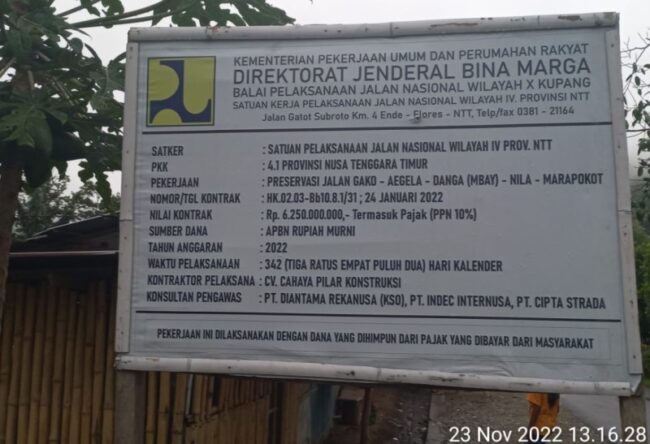 KEMENTERIAN PEKERJAAN UMUM DAN PERUMAHAN RAKYAT
DIREKTORAT JENDERAL BINA MARGA
BALAI PELAKSANAAN JALAN NASIONAL WILAYAH X KUPANG
SATUAN KERJA PELAKSANAAN JALAN NASIONAL WILAYAH IV. PROVINSI NTT
Jalan Gatot Subroto Km. 4 Ende - Flores - NTT, Telp/fax 0381 - 21164
SATKER : SATUAN PELAKSANAAN JALAN NASIONAL WILAYAH IV PROV. NTT
PKK : 4.1 PROVINSI NUSA TENGGARA TIMUR
PEKERJAAN : PRESERVASI JALAN GAKO - AEGELA - DANGA (MBAY) - NILA - MARAPOKOT
NOMOR/TGL KONTRAK : HK.02.03-Bb10.8.1/31 ; 24 JANUARI 2022
NILAI KONTRAK : Rp. 6.250.000.000,- Termasuk Pajak (PPN 10%)
SUMBER DANA : APBN RUPIAH MURNI
TAHUN ANGGARAN : 2022
WAKTU PELAKSANAAN : 342 (TIGA RATUS EMPAT PULUH DUA) HARI KALENDER
KONTRAKTOR PELAKSANA : CV. CAHAYA PILAR KONSTRUKSI
KONSULTAN PENGAWAS : PT. DIANTAMA REKANUSA (KSO), PT. INDEC INTERNUSA, PT. CIPTA STRADA
PEKERJAAN INI DILAKSANAKAN DENGAN DANA YANG DIHIMPUN DARI PAJAK YANG DIBAYAR DARI MASYARAKAT
23 Nov 2022 13.16.28